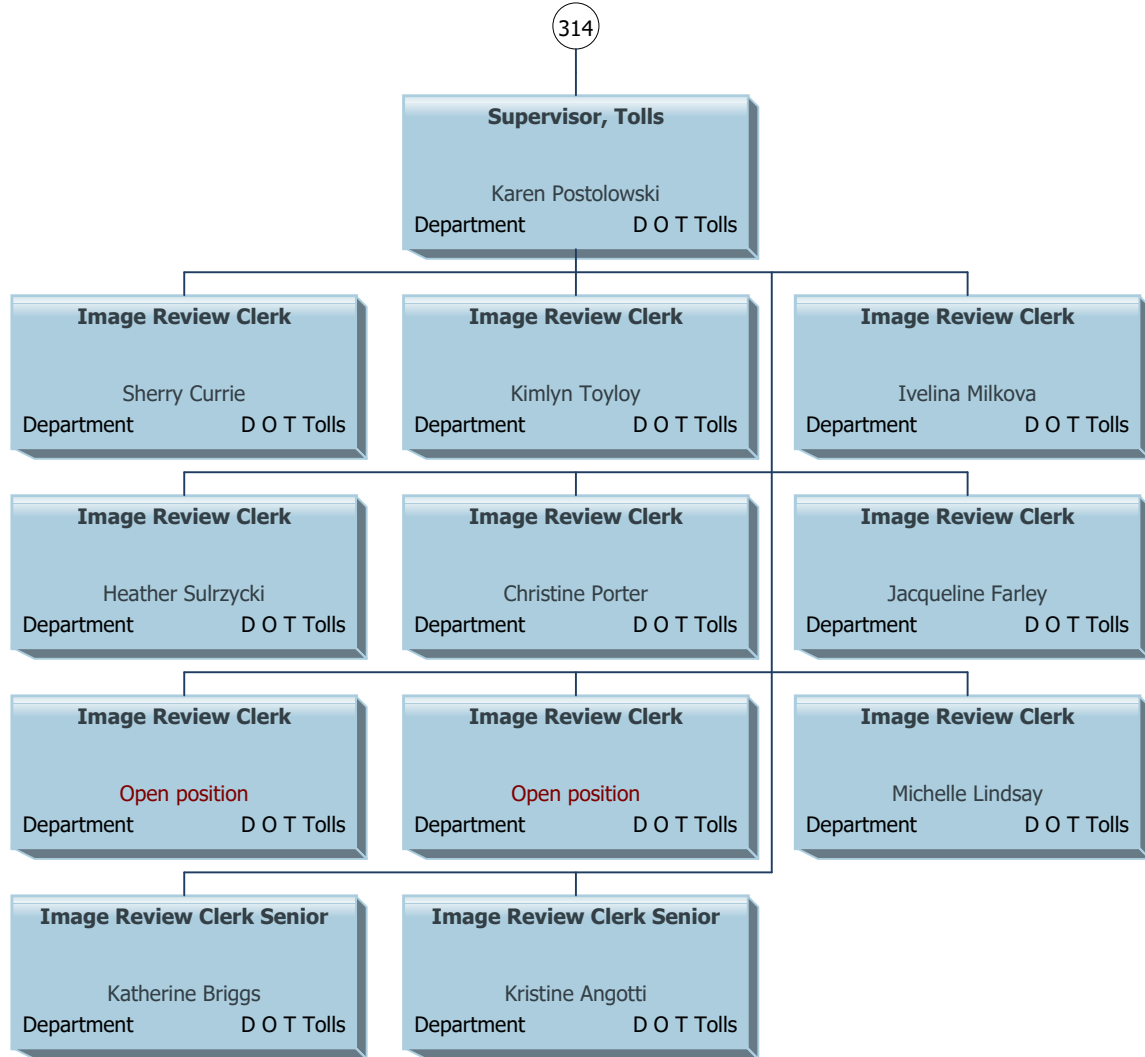 314
Supervisor, Tolls
Karen Postolowski
Department D O T Tolls
Image Review Clerk
Sherry Currie
Department D O T Tolls
Image Review Clerk
Kimlyn Toyloy
Department D O T Tolls
Image Review Clerk
Ivelina Milkova
Department D O T Tolls
Image Review Clerk
Heather Sulrzycki
Department D O T Tolls
Image Review Clerk
Christine Porter
Department D O T Tolls
Image Review Clerk
Jacqueline Farley
Department D O T Tolls
Image Review Clerk
Open position
Department D O T Tolls
Image Review Clerk
Open position
Department D O T Tolls
Image Review Clerk
Michelle Lindsay
Department D O T Tolls
Image Review Clerk Senior
Katherine Briggs
Department D O T Tolls
Image Review Clerk Senior
Kristine Angotti
Department D O T Tolls